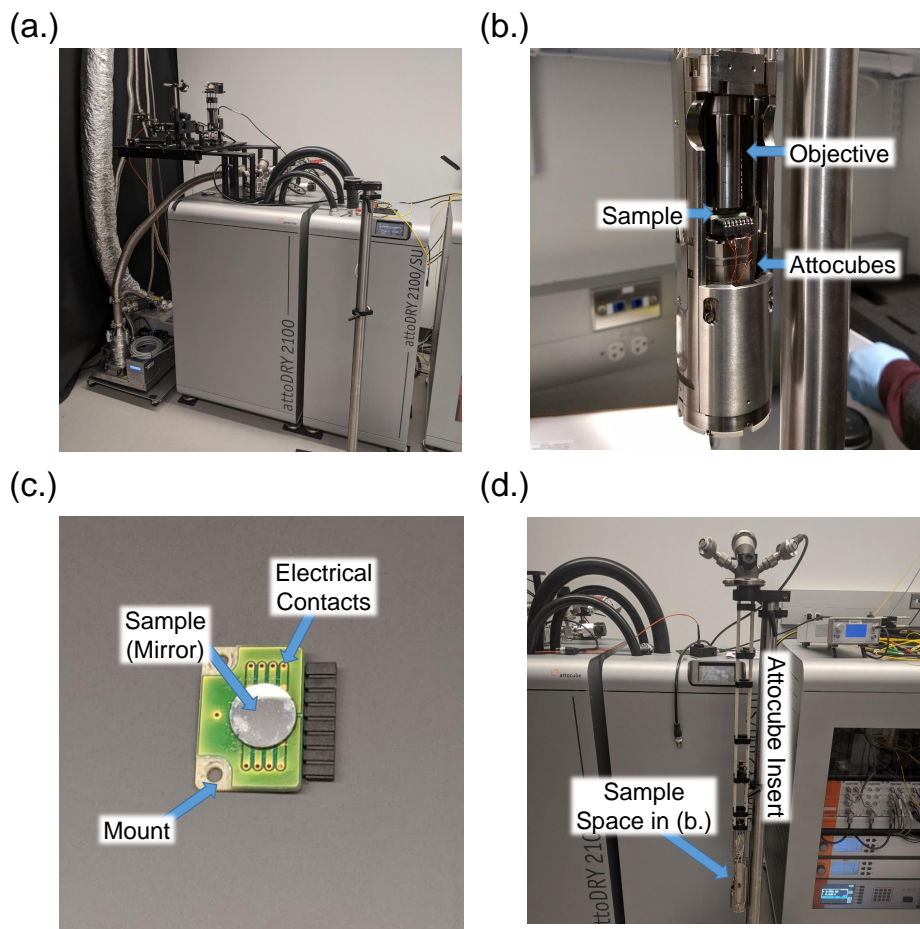 (a.)
attoDRY 2100
attoDRY 2100/SU
(b.)
Objective
Sample
Attocubes
(c.)
Electrical
Contacts
Sample
(Mirror)
Mount
(d.)
attocube
Attocube Insert
Sample
Space in (b.)
attoDRY 210